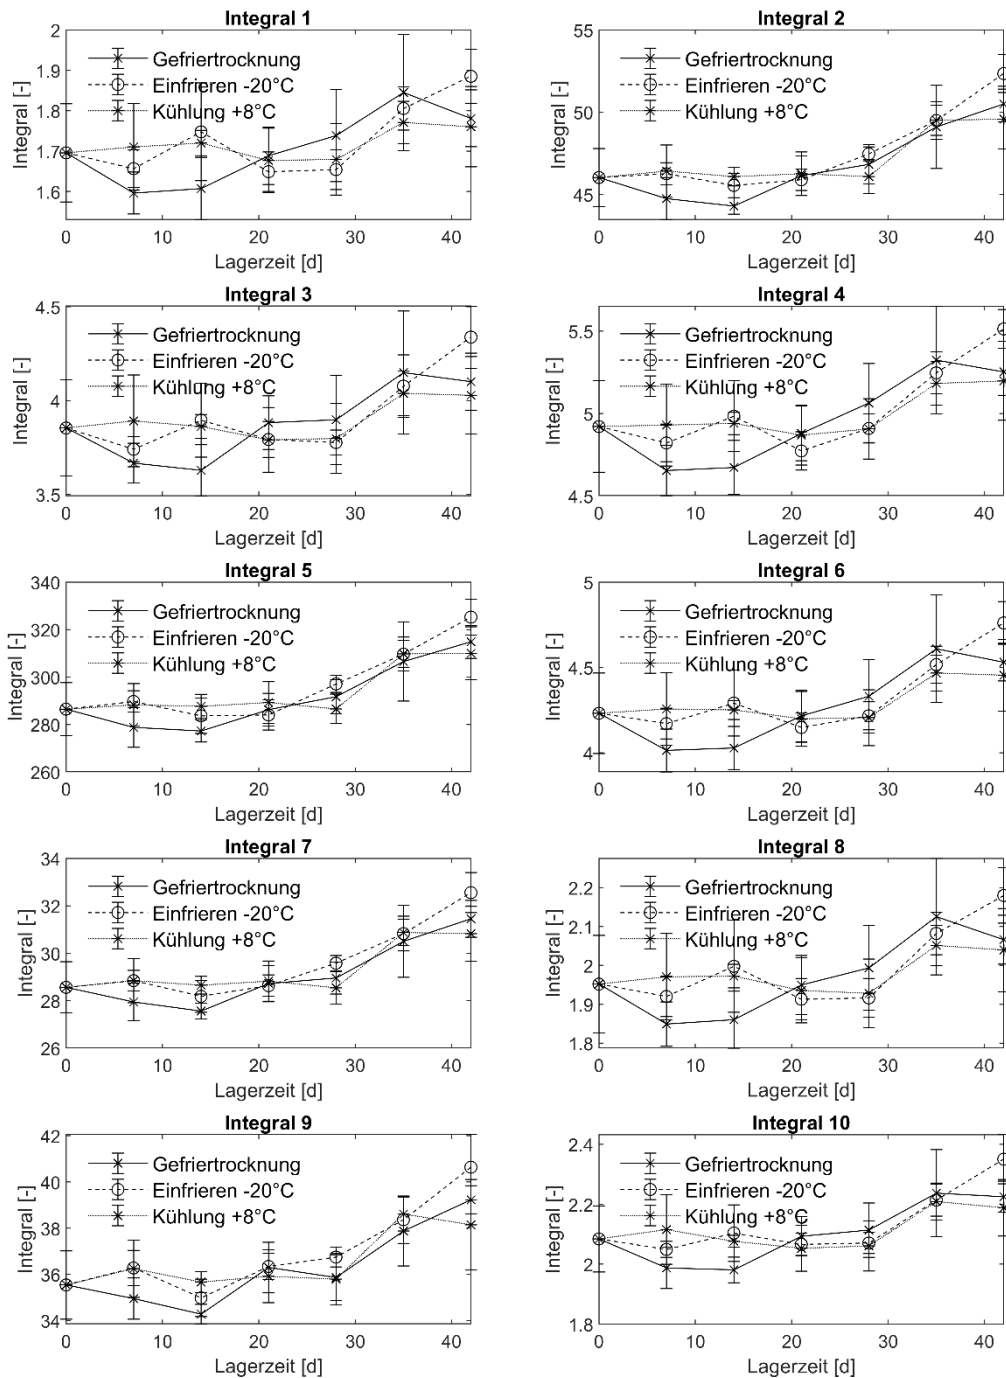 Integral 1
2
1.9
1.8
1.7
1.6
Integral [-]
Gefriertrocknung
Einfrieren -20°C
Kühlung +8°C
0 10 20 30 40
Lagerzeit [d]
Integral 2
55
50
45
Integral [-]
Gefriertrocknung
Einfrieren -20°C
Kühlung +8°C
0 10 20 30 40
Lagerzeit [d]
Integral 3
4.5
4
3.5
Integral [-]
Gefriertrocknung
Einfrieren -20°C
Kühlung +8°C
0 10 20 30 40
Lagerzeit [d]
Integral 4
5.5
5
4.5
Integral [-]
Gefriertrocknung
Einfrieren -20°C
Kühlung +8°C
0 10 20 30 40
Lagerzeit [d]
Integral 5
340
320
300
280
260
Integral [-]
Gefriertrocknung
Einfrieren -20°C
Kühlung +8°C
0 10 20 30 40
Lagerzeit [d]
Integral 6
5
4.5
4
Integral [-]
Gefriertrocknung
Einfrieren -20°C
Kühlung +8°C
0 10 20 30 40
Lagerzeit [d]
Integral 7
34
32
30
28
26
Integral [-]
Gefriertrocknung
Einfrieren -20°C
Kühlung +8°C
0 10 20 30 40
Lagerzeit [d]
Integral 8
2.2
2.1
2
1.9
1.8
Integral [-]
Gefriertrocknung
Einfrieren -20°C
Kühlung +8°C
0 10 20 30 40
Lagerzeit [d]
Integral 9
42
40
38
36
34
Integral [-]
Gefriertrocknung
Einfrieren -20°C
Kühlung +8°C
0 10 20 30 40
Lagerzeit [d]
Integral 10
2.4
2.2
2
1.8
Integral [-]
Gefriertrocknung
Einfrieren -20°C
Kühlung +8°C
0 10 20 30 40
Lagerzeit [d]